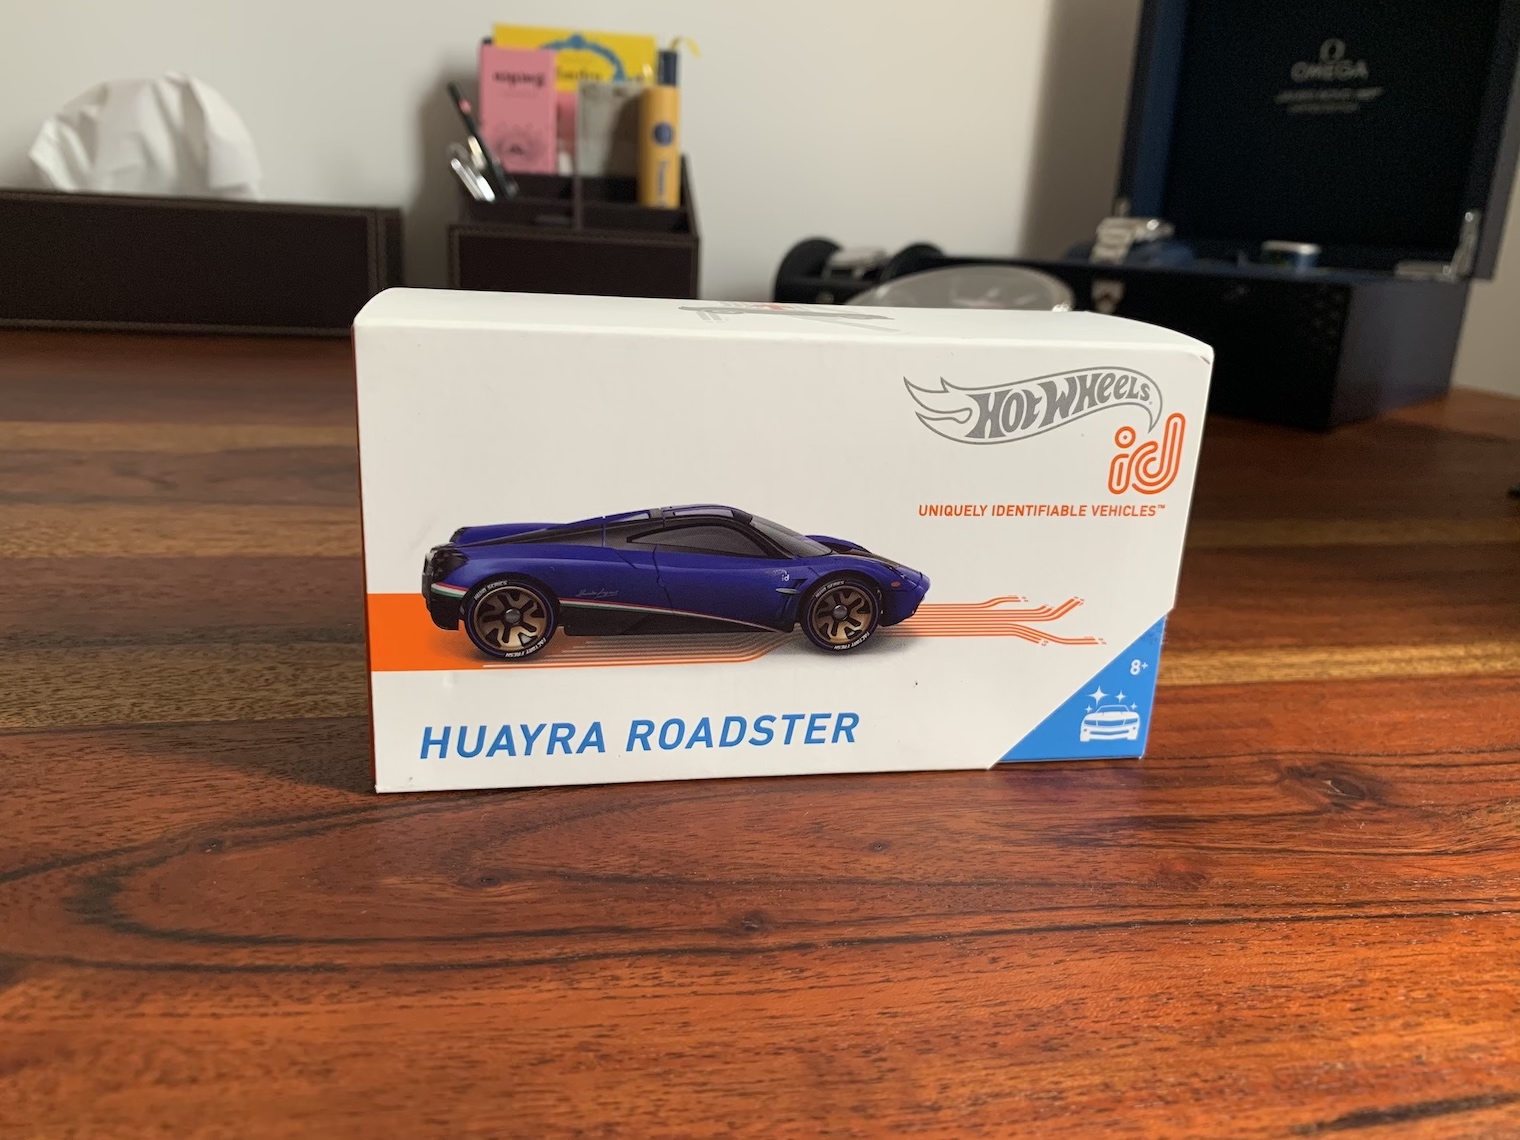 OMEGA
HOT WHEELS
id
UNIQUELY IDENTIFIABLE VEHICLES™
8+
HUAYRA ROADSTER